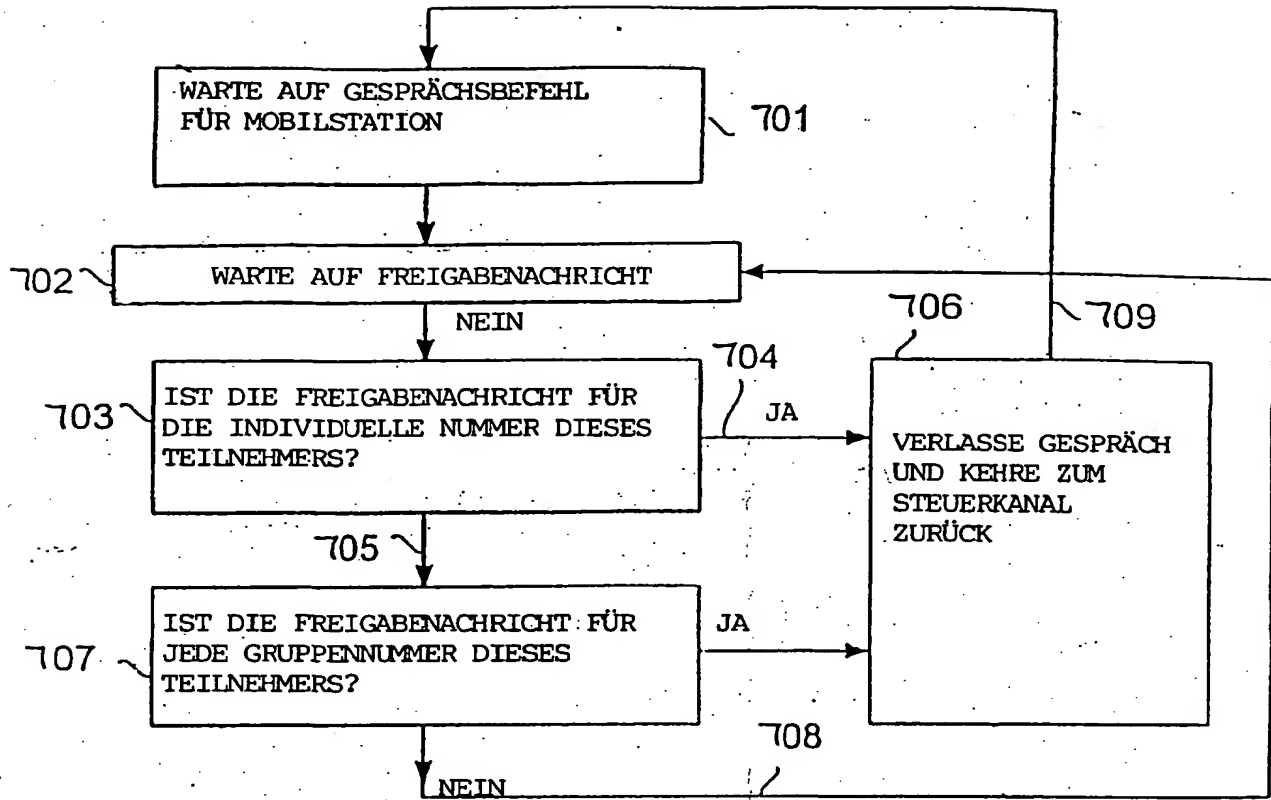 WARTE AUF GESPRÄCHSBEFEHL
FÜR MOBILSTATION
701
702
WARTE AUF FREIGABENACHRICHT
NEIN
703
IST DIE FREIGABENACHRICHT FÜR
DIE INDIVIDUELLE NUMMER DIESES
TEILNEHMERS?
704
JA
706
709
VERLASSE GESPRÄCH
UND KEHRE ZUM
STEUERKANAL
ZURÜCK
705
707
IST DIE FREIGABENACHRICHT FÜR
JEDE GRUPPENNUMMER DIESES
TEILNEHMERS?
JA
NEIN
708